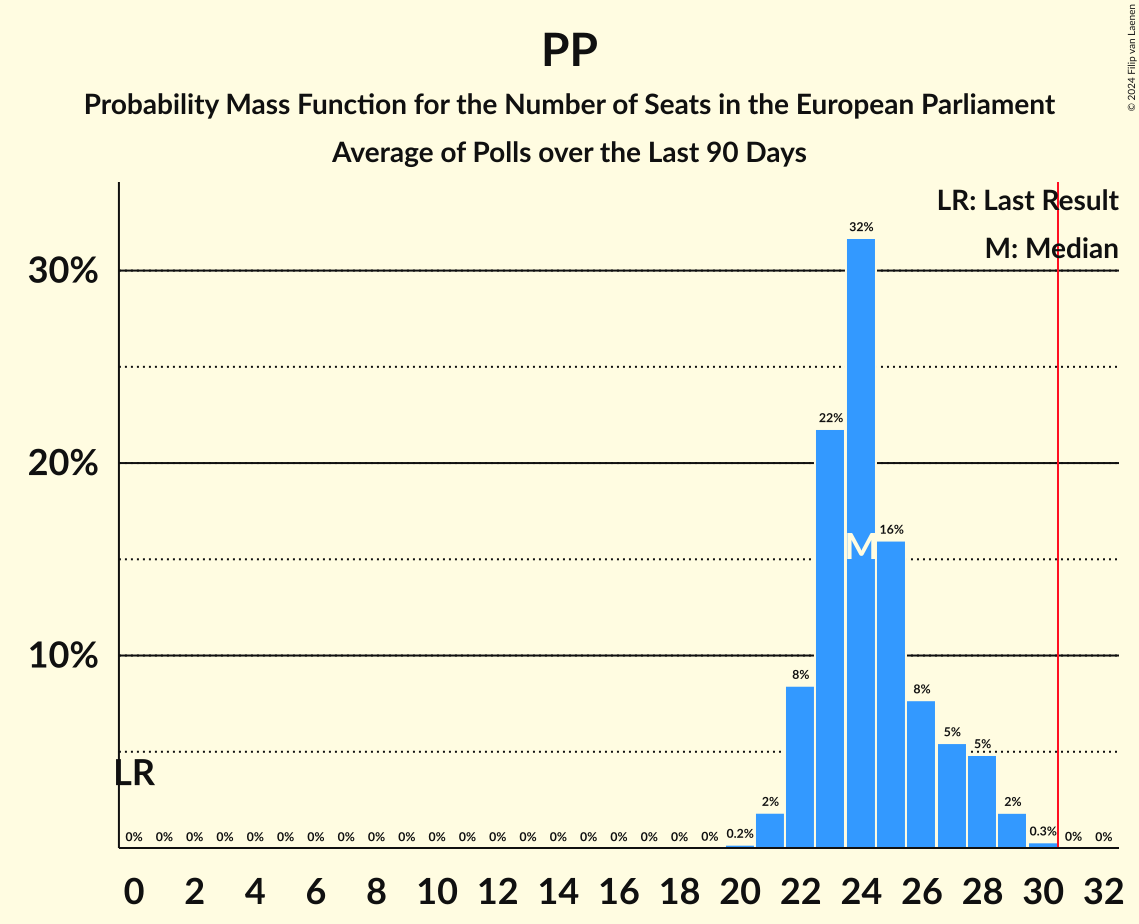 PP
Probability Mass Function for the Number of Seats in the European Parliament
Average of Polls over the Last 90 Days
© 2024 Filip van Laenen
LR: Last Result
M: Median
30%
20%
10%
LR
M
0% 0% 0% 0% 0% 0% 0% 0% 0% 0% 0% 0% 0% 0% 0% 0% 0% 0% 0% 0% 0.2% 2% 8% 22% 32% 16% 8% 5% 5% 2% 0.3% 0% 0%
0 2 4 6 8 10 12 14 16 18 20 22 24 26 28 30 32